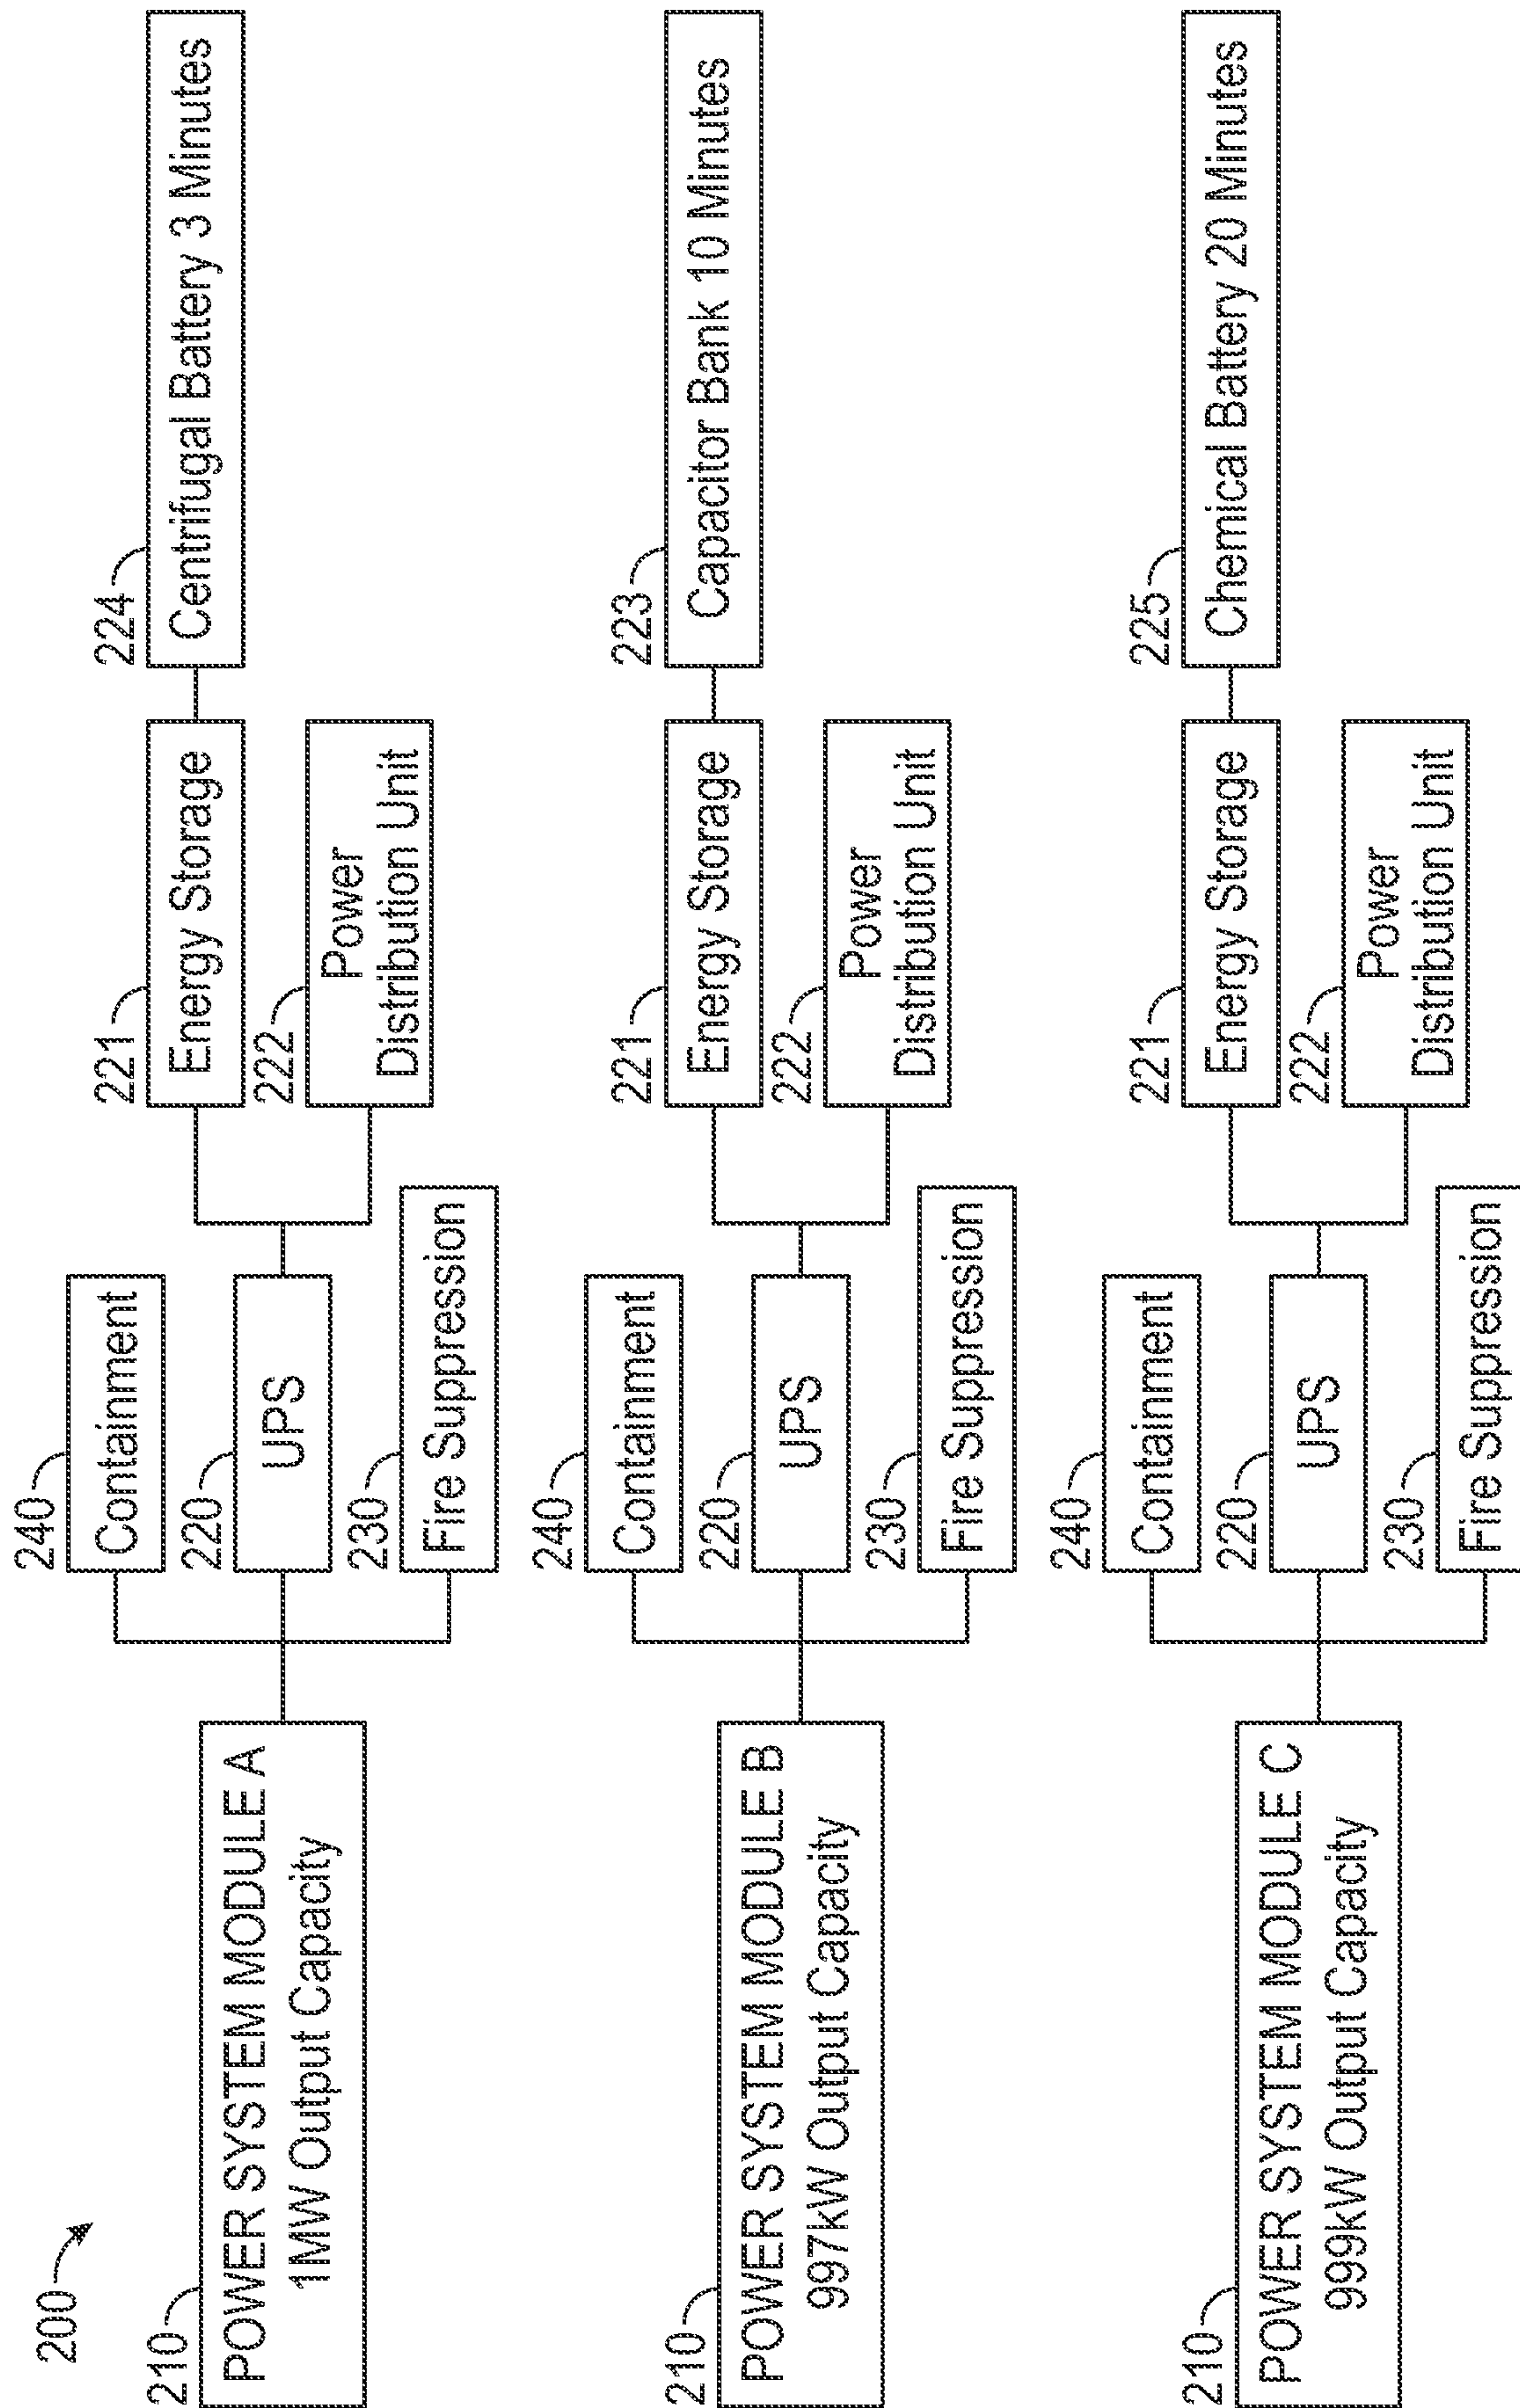 200
210
POWER SYSTEM MODULE A
1MW Output Capacity
240
Containment
220
UPS
230
Fire Suppression
221
Energy Storage
222
Power
Distribution Unit
224
Centrifugal Battery 3 Minutes
210
POWER SYSTEM MODULE B
997kW Output Capacity
240
Containment
220
UPS
230
Fire Suppression
221
Energy Storage
222
Power
Distribution Unit
223
Capacitor Bank 10 Minutes
210
POWER SYSTEM MODULE C
999kW Output Capacity
240
Containment
220
UPS
230
Fire Suppression
221
Energy Storage
222
Power
Distribution Unit
225
Chemical Battery 20 Minutes